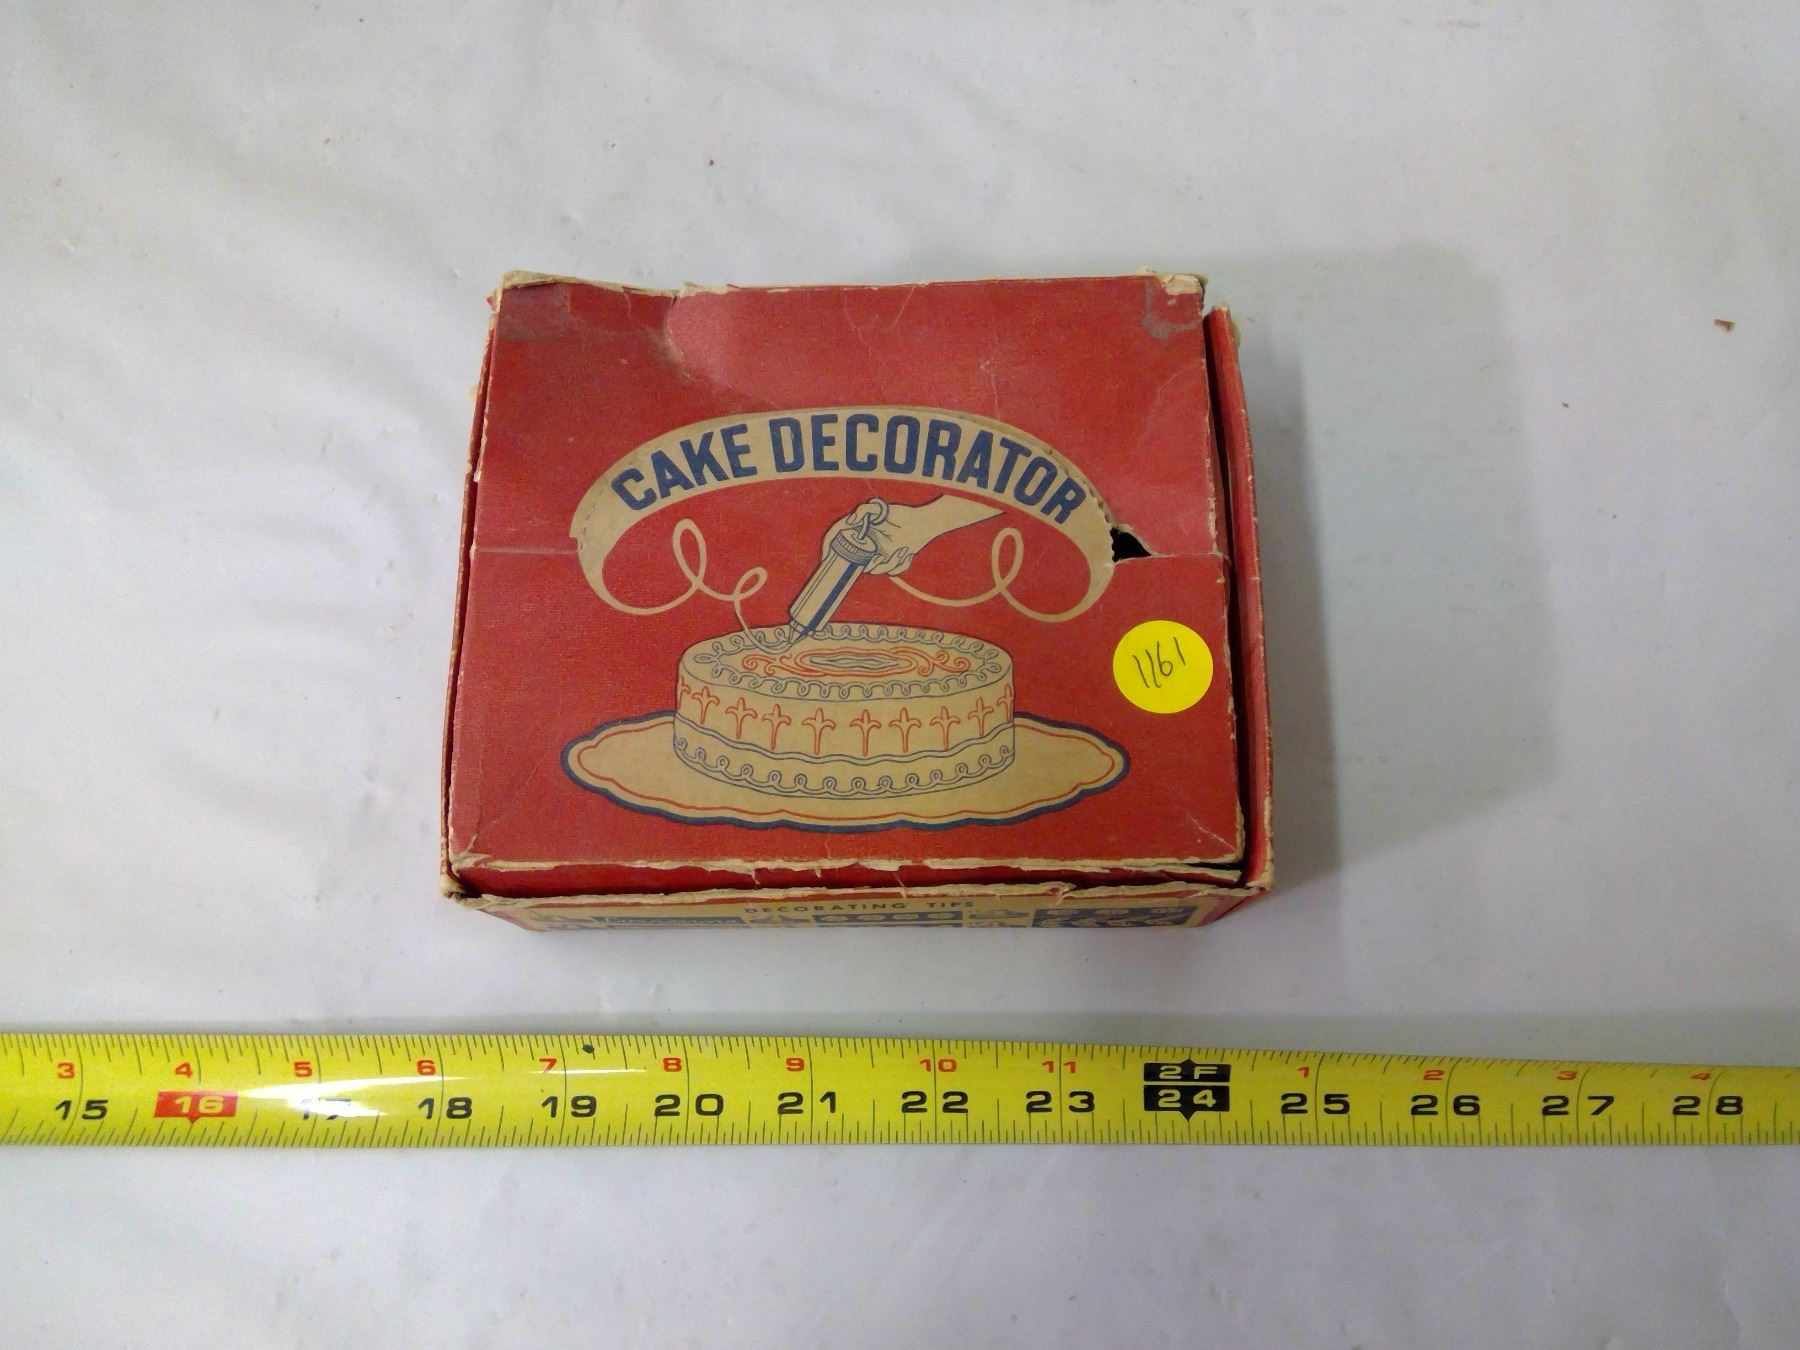 CAKE DECORATOR
1161
DECORATING TIPS
3 4 5 6 7 8 9 10 11 2F 1 2 3 4
15 16 17 18 19 20 21 22 23 24 25 26 27 28